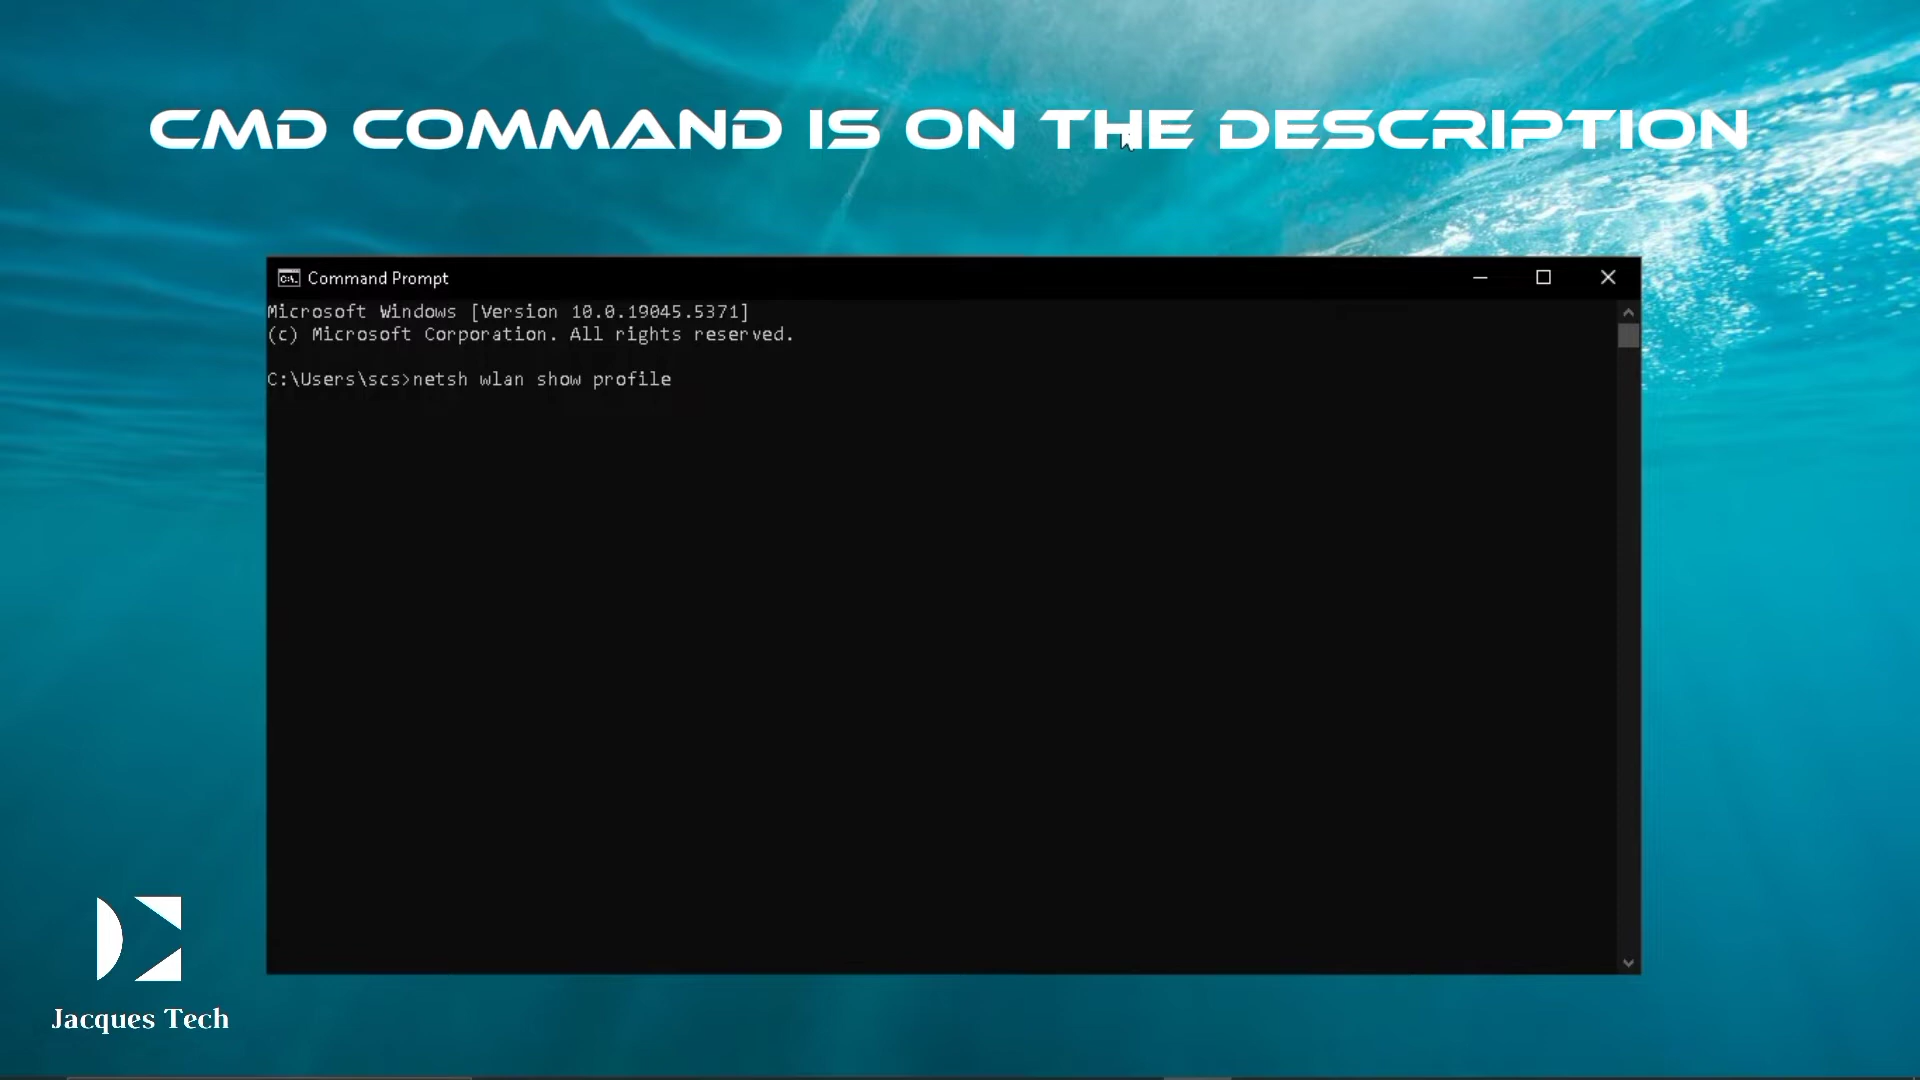 CMD COMMAND IS ON THE DESCRIPTION
Command Prompt
Microsoft Windows [Version 10.0.19045.5371]
(c) Microsoft Corporation. All rights reserved.
C:\Users\scs>netsh wlan show profile
Jacques Tech